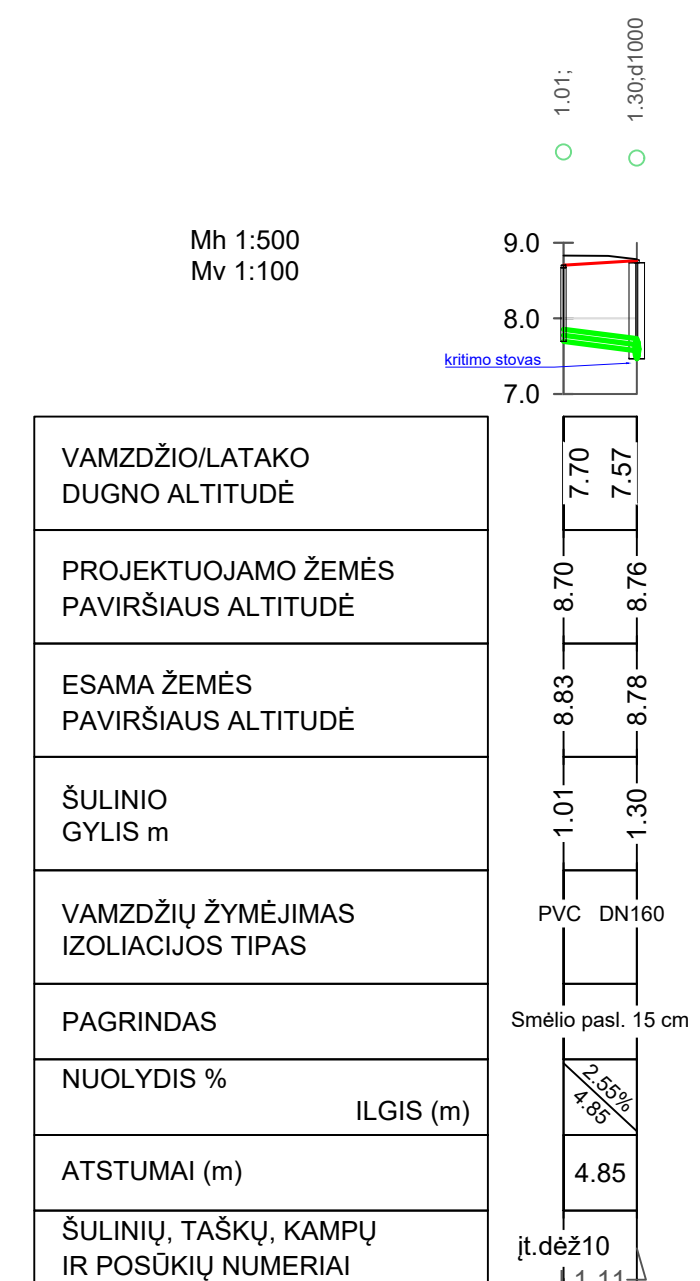 1.01;
1.30;d1000
Mh 1:500
Mv 1:100
9.0
8.0
kritimo stovas
7.0
VAMZDŽIO/LATAKO
DUGNO ALTITUDĖ
7.70
7.57
PROJEKTUOJAMO ŽEMĖS
PAVIRŠIAUS ALTITUDĖ
8.70
8.76
ESAMA ŽEMĖS
PAVIRŠIAUS ALTITUDĖ
8.83
8.78
ŠULINIO
GYLIS m
1.01
1.30
VAMZDŽIŲ ŽYMĖJIMAS
IZOLIACIJOS TIPAS
PVC DN160
PAGRINDAS
Smėlio pasl. 15 cm
NUOLYDIS %
ILGIS (m)
2.55%
4.85
ATSTUMAI (m)
4.85
ŠULINIŲ, TAŠKŲ, KAMPŲ
IR POSŪKIŲ NUMERIAI
įt.dėž10